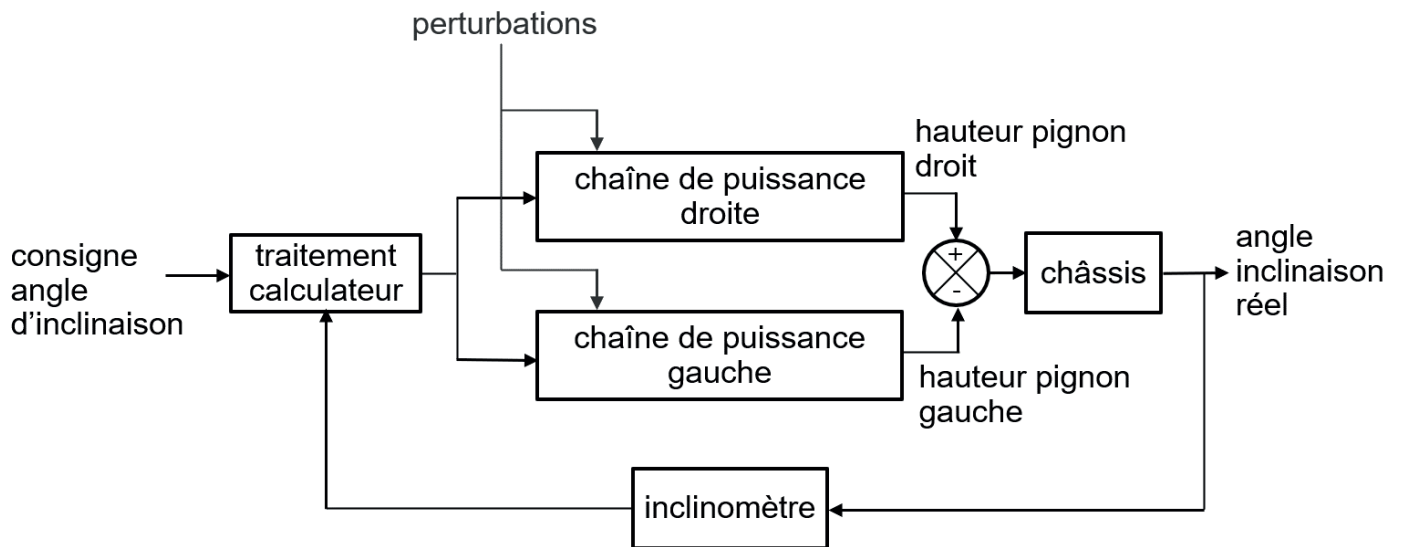 perturbations
hauteur pignon
droit
chaîne de puissance
droite
consigne
angle
d’inclinaison
traitement
calculateur
+
-
châssis
angle
inclinaison
réel
chaîne de puissance
gauche
hauteur pignon
gauche
inclinomètre